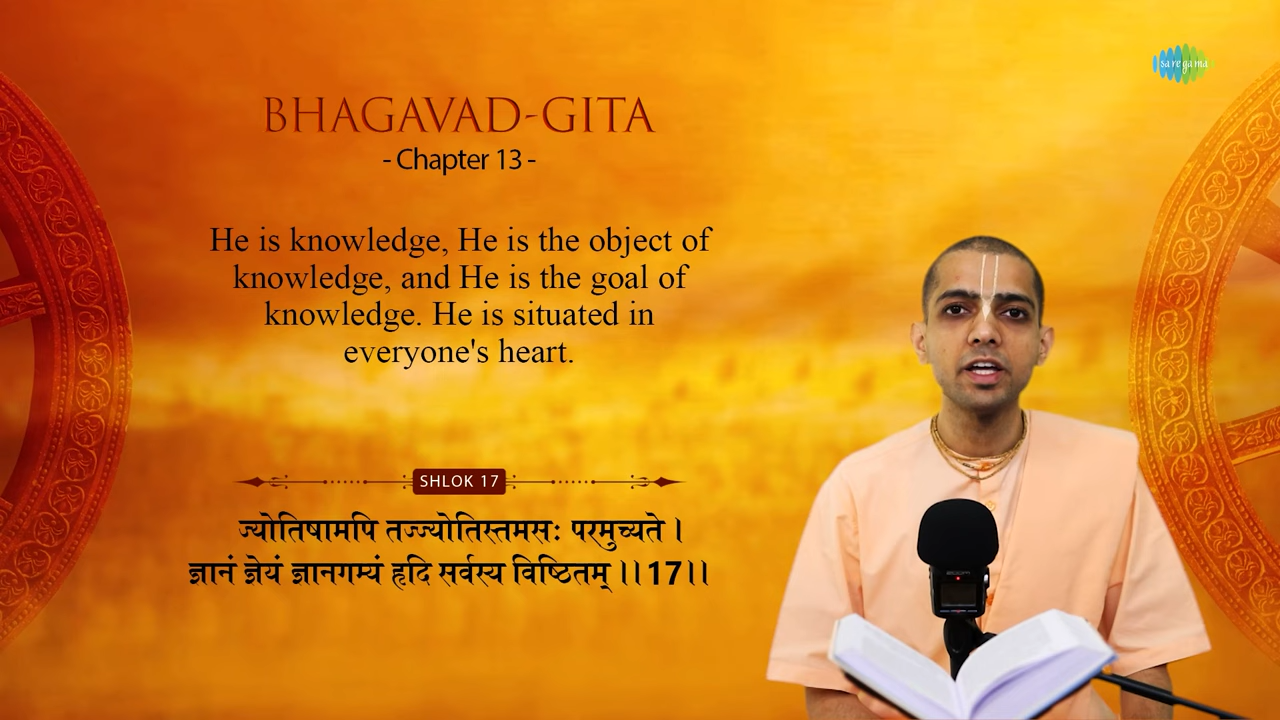 saregama
BHAGAVAD-GITA
- Chapter 13 -
He is knowledge, He is the object of
knowledge, and He is the goal of
knowledge. He is situated in
everyone's heart.
SHLOK 17
ज्योतिषामपि तज्ज्योतिस्तमसः परमुच्यते ।
ज्ञानं ज्ञेयं ज्ञानगम्यं हृदि सर्वस्य विष्ठितम् ।।17।।
zoom